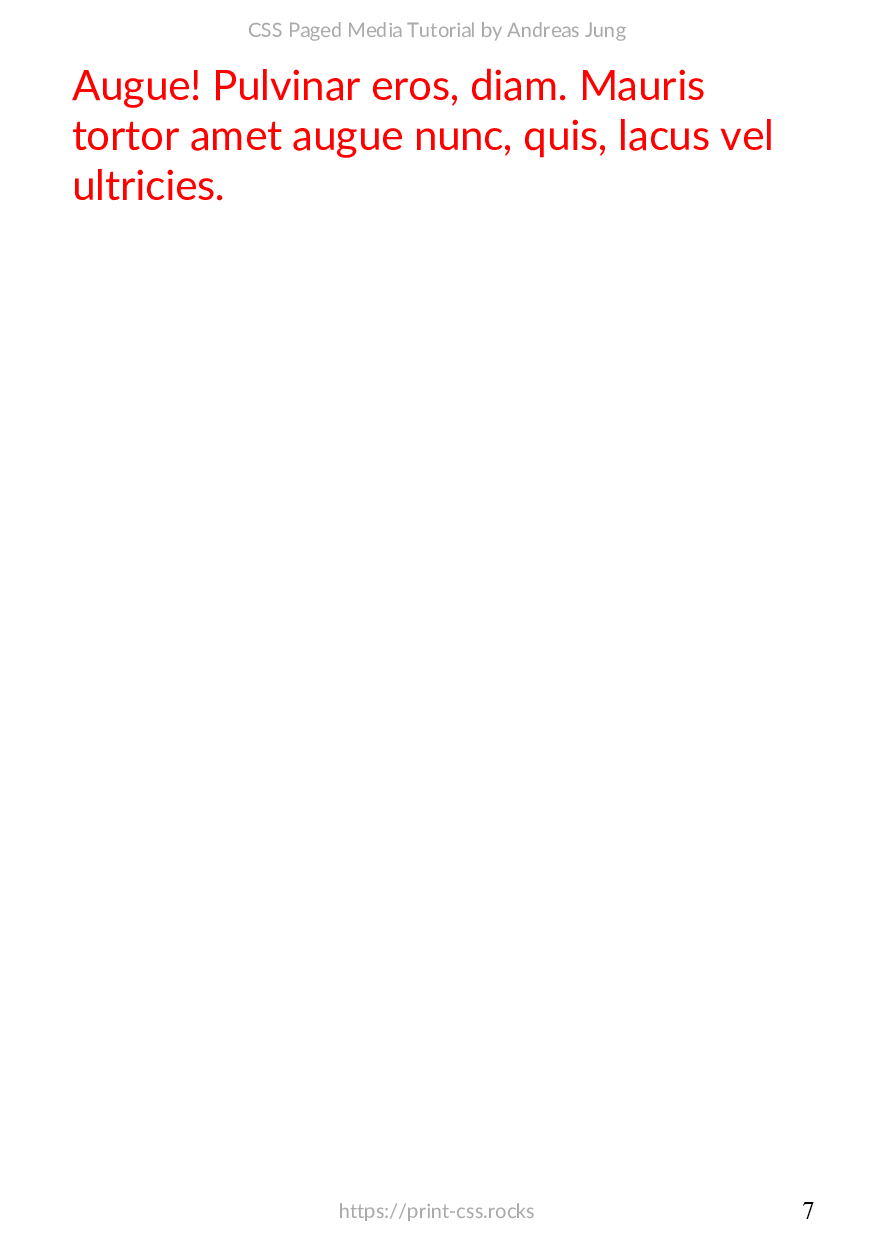 CSS Paged Media Tutorial by Andreas Jung
Augue! Pulvinar eros, diam. Mauris
tortor amet augue nunc, quis, lacus vel
ultricies.
https://print-css.rocks
7